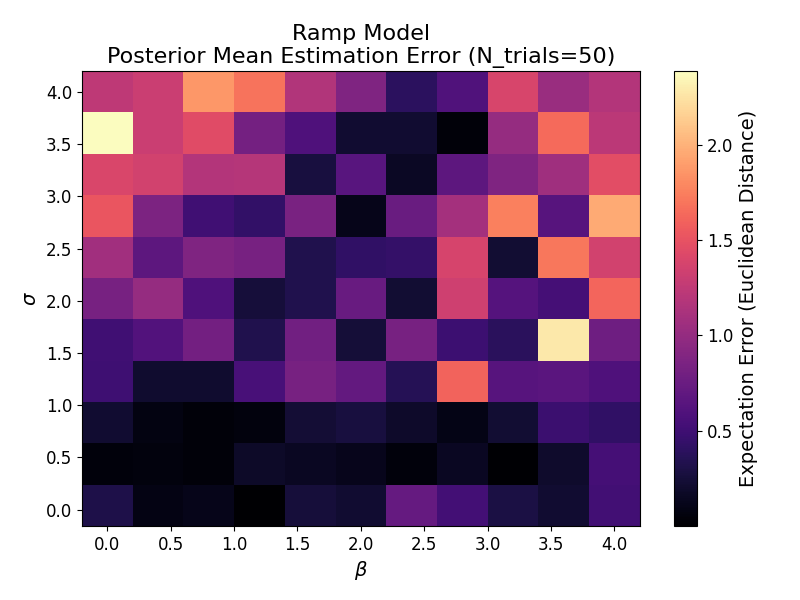 Ramp Model
Posterior Mean Estimation Error (N_trials=50)
4.0
3.5
3.0
2.5
2.0
1.5
1.0
0.5
0.0
σ
0.0 0.5 1.0 1.5 2.0 2.5 3.0 3.5 4.0
β
2.0
1.5
1.0
0.5
Expectation Error (Euclidean Distance)